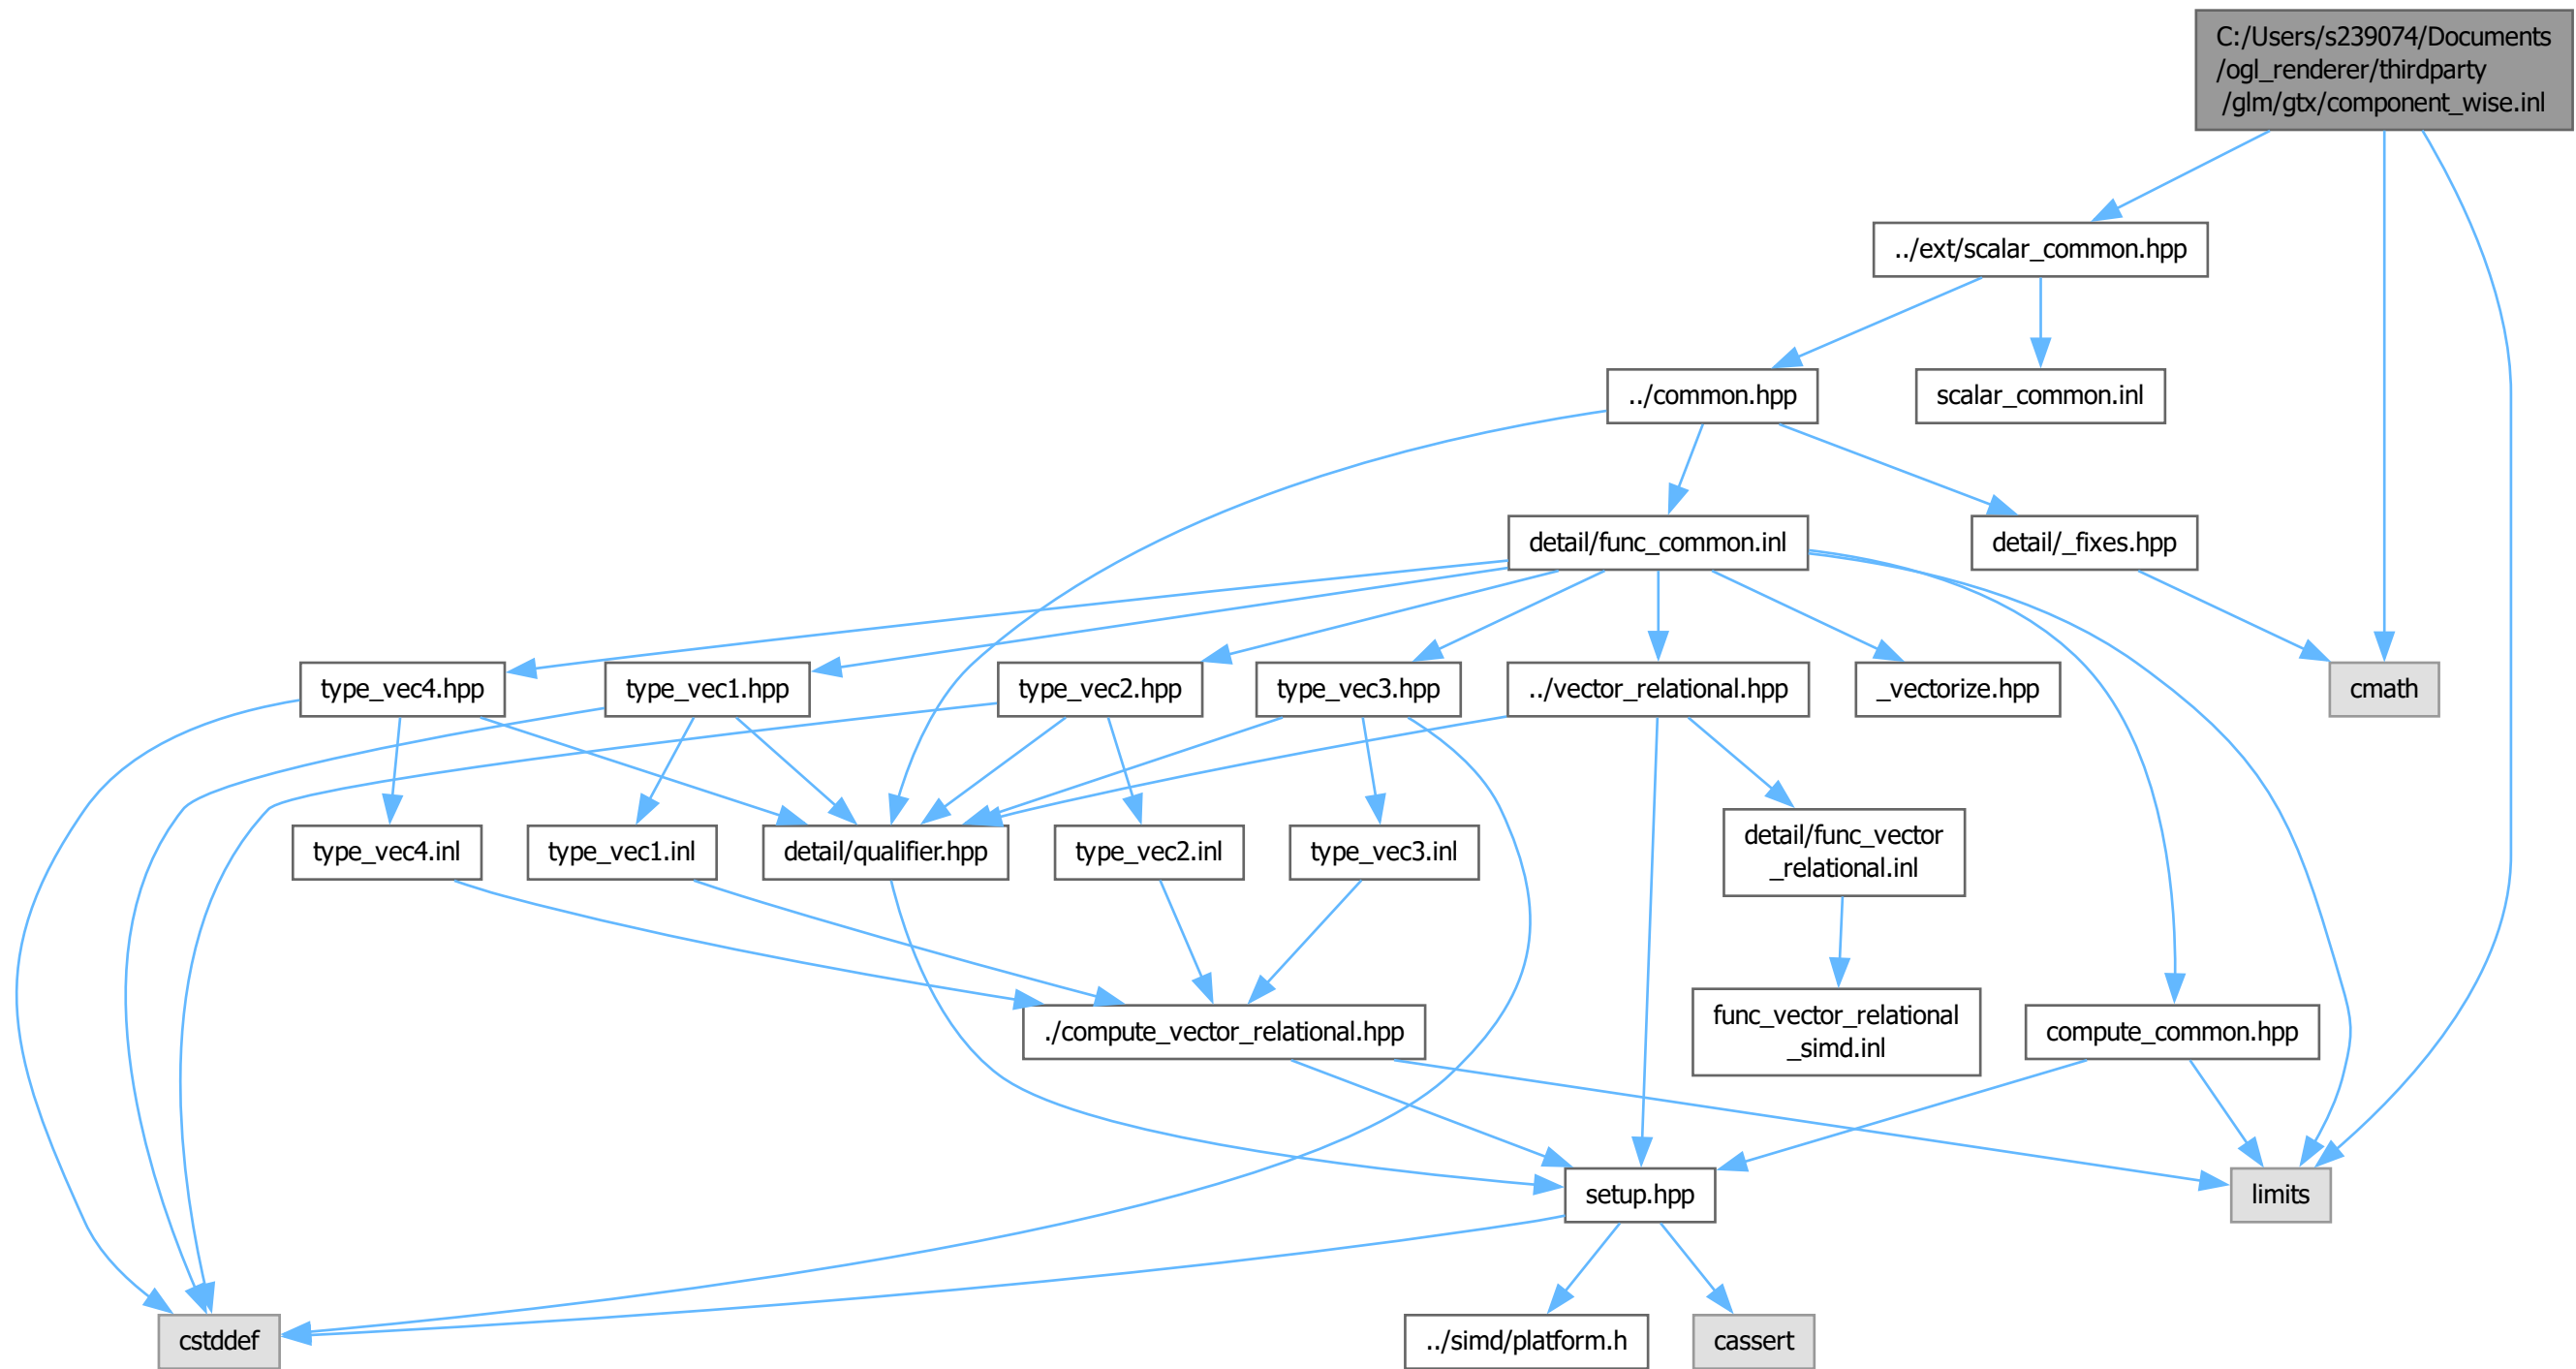 C:/Users/s239074/Documents
/ogl_renderer/thirdparty
/glm/gtx/component_wise.inl
../ext/scalar_common.hpp
../common.hpp
scalar_common.inl
detail/func_common.inl
detail/_fixes.hpp
type_vec4.hpp
type_vec1.hpp
type_vec2.hpp
type_vec3.hpp
../vector_relational.hpp
_vectorize.hpp
cmath
type_vec4.inl
type_vec1.inl
detail/qualifier.hpp
type_vec2.inl
type_vec3.inl
detail/func_vector
_relational.inl
./compute_vector_relational.hpp
func_vector_relational
_simd.inl
compute_common.hpp
setup.hpp
limits
cstddef
../simd/platform.h
cassert